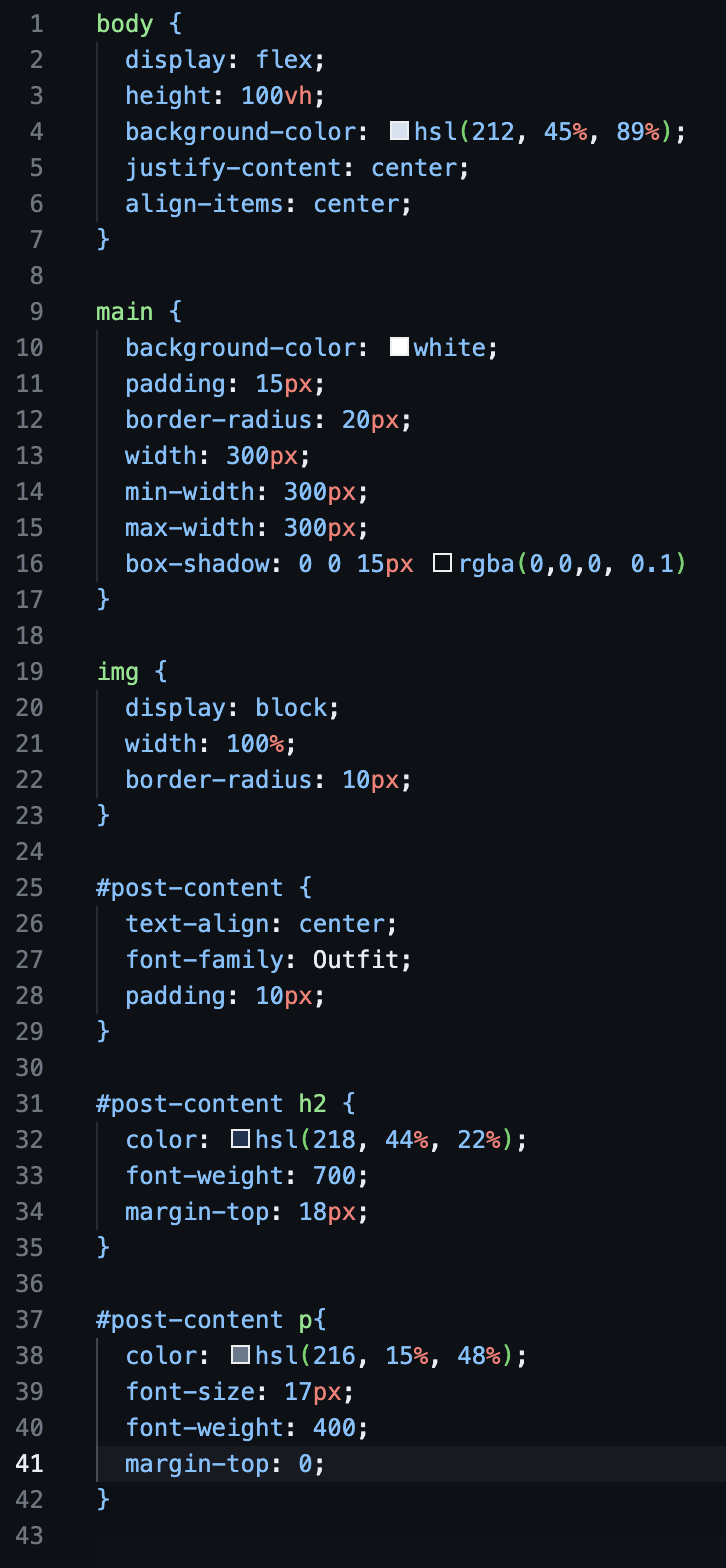 1 body {
2   display: flex;
3   height: 100vh;
4   background-color: hsl(212, 45%, 89%);
5   justify-content: center;
6   align-items: center;
7 }
8
9 main {
10   background-color: white;
11   padding: 15px;
12   border-radius: 20px;
13   width: 300px;
14   min-width: 300px;
15   max-width: 300px;
16   box-shadow: 0 0 15px rgba(0,0,0, 0.1)
17 }
18
19 img {
20   display: block;
21   width: 100%;
22   border-radius: 10px;
23 }
24
25 #post-content {
26   text-align: center;
27   font-family: Outfit;
28   padding: 10px;
29 }
30
31 #post-content h2 {
32   color: hsl(218, 44%, 22%);
33   font-weight: 700;
34   margin-top: 18px;
35 }
36
37 #post-content p{
38   color: hsl(216, 15%, 48%);
39   font-size: 17px;
40   font-weight: 400;
41   margin-top: 0;
42 }
43